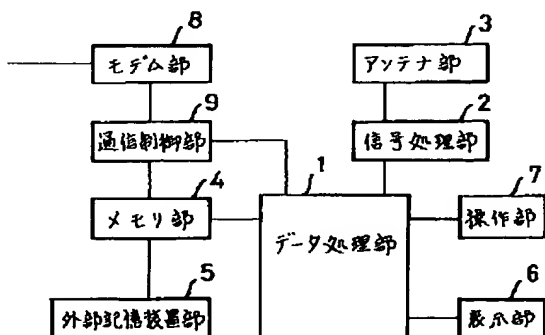 8
モデム部
3
アンテナ部
9
通信制御部
2
信号処理部
4
メモリ部
1
データ処理部
7
操作部
5
外部記憶装置部
6
表示部